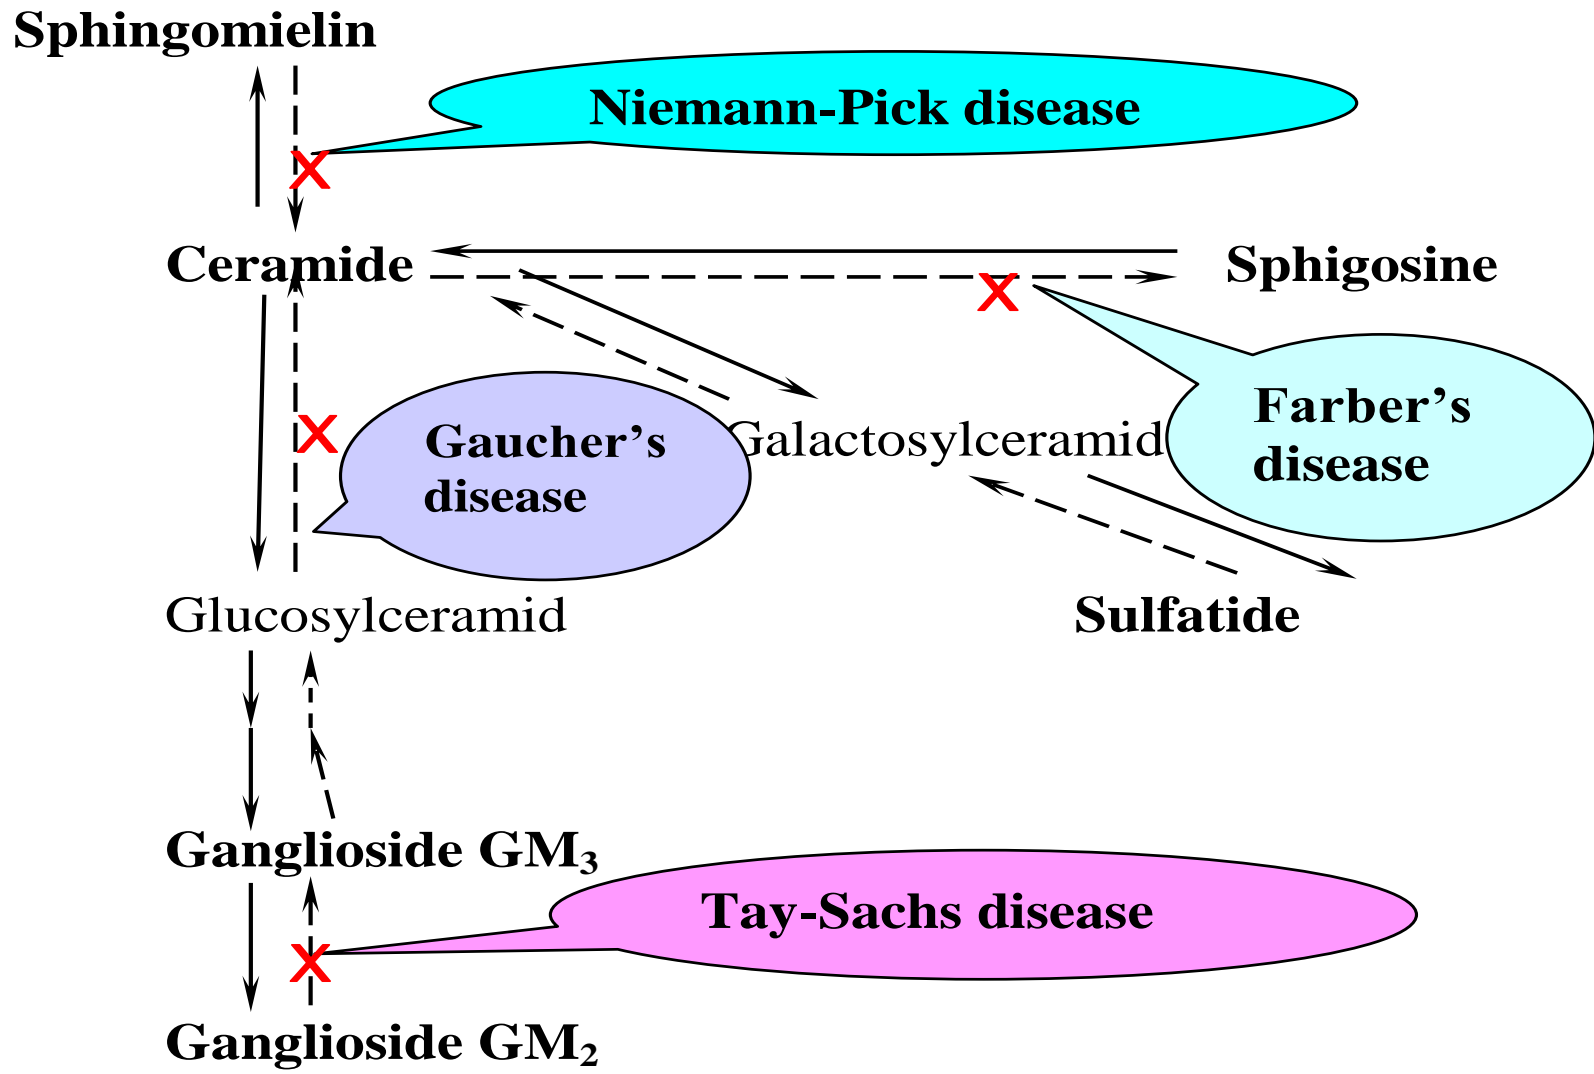 Sphingomielin
Niemann-Pick disease
X
Ceramide
Sphigosine
X
X
Gaucher’s
disease
Galactosylceramid
Farber’s
disease
Glucosylceramid
Sulfatide
Ganglioside GM₃
Tay-Sachs disease
X
Ganglioside GM₂